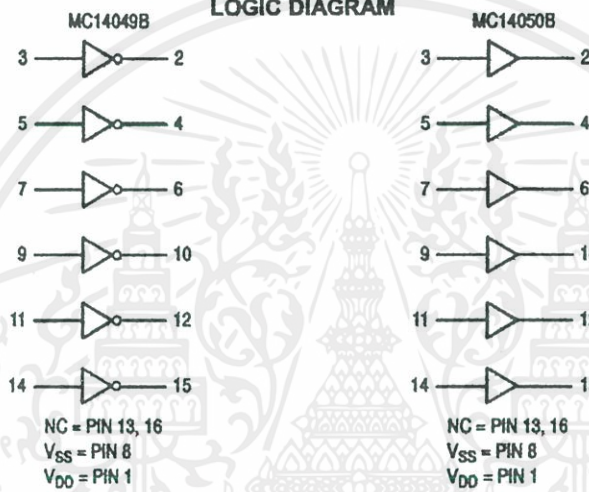 LOGIC DIAGRAM
MC14049B
3 2
5 4
7 6
9 10
11 12
14 15
NC = PIN 13, 16
VSS = PIN 8
VDD = PIN 1
MC14050B
3 2
5 4
7 6
9
11
14
NC = PIN 13, 16
VSS = PIN 8
VDD = PIN 1